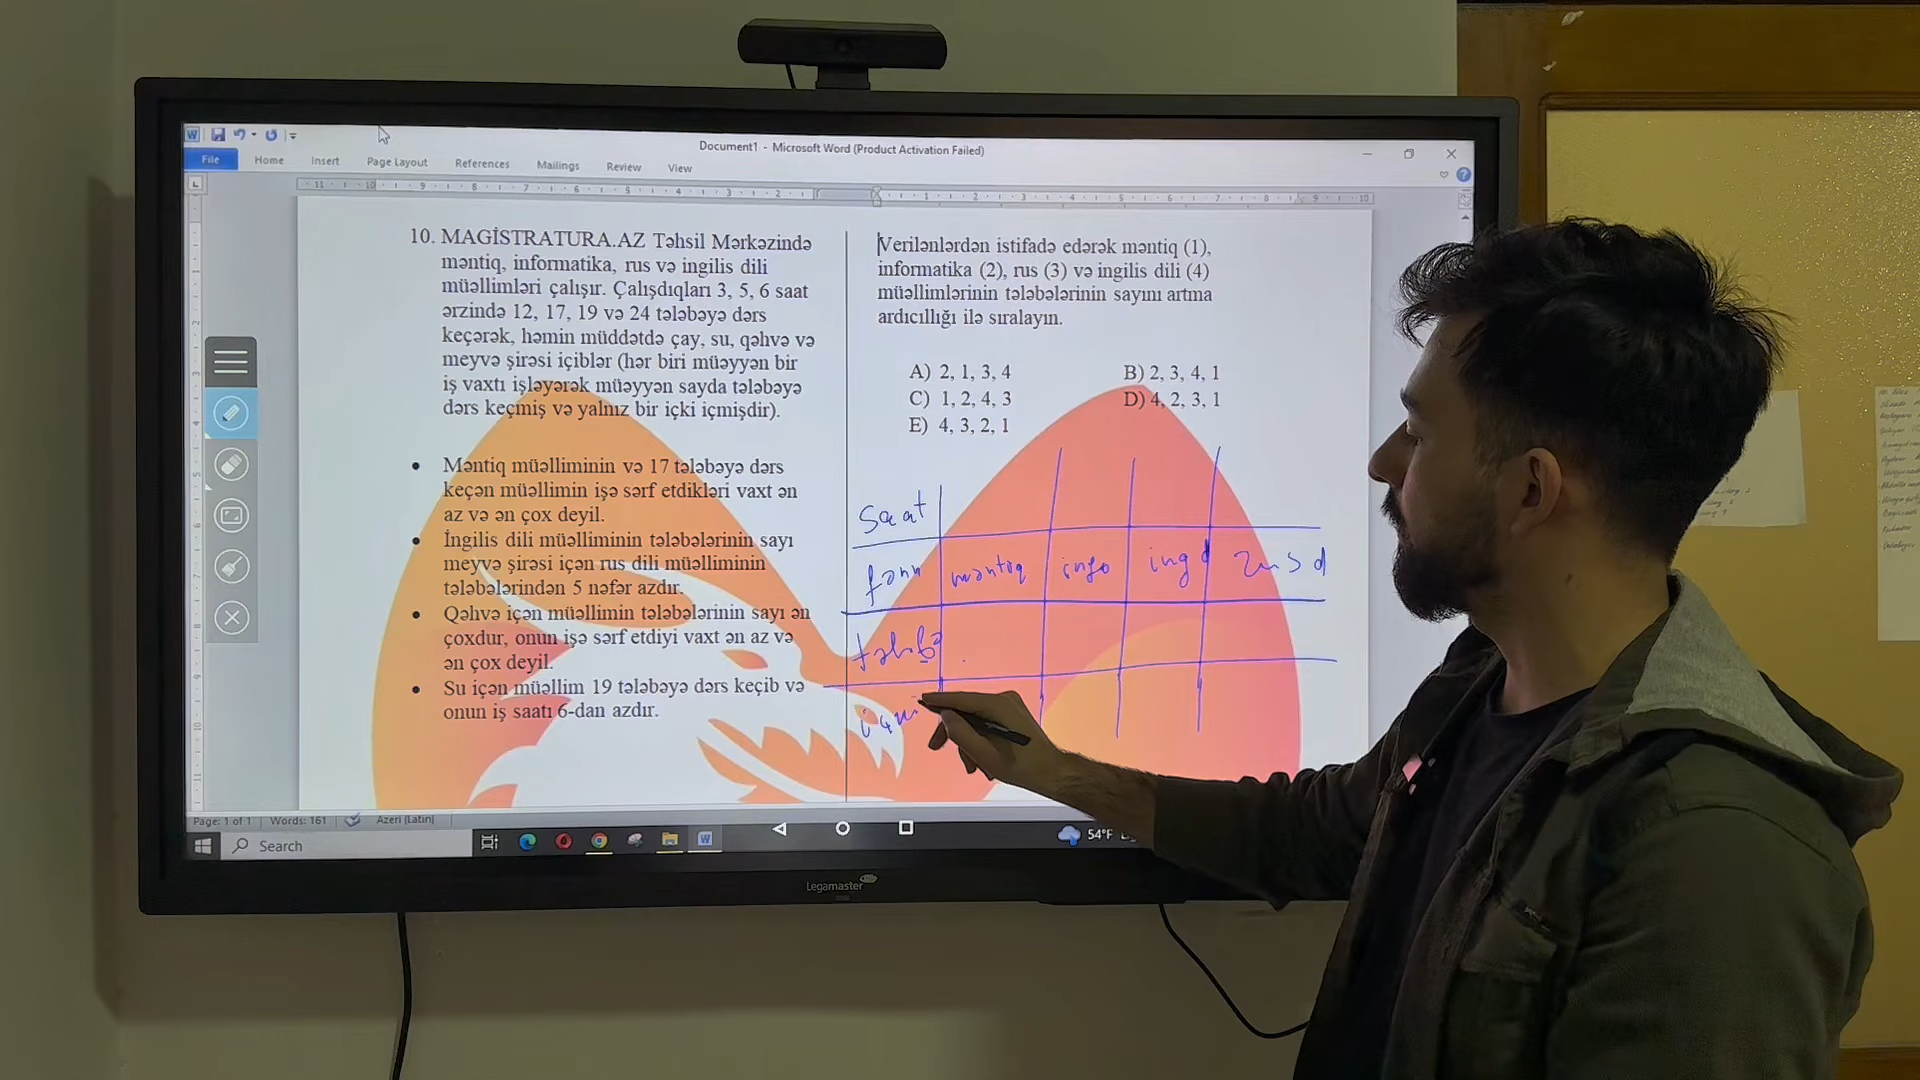 Document1 - Microsoft Word (Product Activation Failed)
File Home Insert Page Layout References Mailings Review View
10. MAGİSTRATURA.AZ Təhsil Mərkəzində
məntiq, informatika, rus və ingilis dili
müəllimləri çalışır. Çalışdıqları 3, 5, 6 saat
ərzində 12, 17, 19 və 24 tələbəyə dərs
keçərək, həmin müddətdə çay, su, qəhvə və
meyvə şirəsi içiblər (hər biri müəyyən bir
iş vaxtı işləyərək müəyyən sayda tələbəyə
dərs keçmiş və yalnız bir içki içmişdir).
• Məntiq müəlliminin və 17 tələbəyə dərs
keçən müəllimin işə sərf etdikləri vaxt ən
az və ən çox deyil.
• İngilis dili müəlliminin tələbələrinin sayı
meyvə şirəsi içən rus dili müəlliminin
tələbələrindən 5 nəfər azdır.
• Qəhvə içən müəllimin tələbələrinin sayı ən
çoxdur, onun işə sərf etdiyi vaxt ən az və
ən çox deyil.
• Su içən müəllim 19 tələbəyə dərs keçib və
onun iş saatı 6-dan azdır.
Verilənlərdən istifadə edərək məntiq (1),
informatika (2), rus (3) və ingilis dili (4)
müəllimlərinin tələbələrinin sayını artma
ardıcıllığı ilə sıralayın.
A) 2, 1, 3, 4 B) 2, 3, 4, 1
C) 1, 2, 4, 3 D) 4, 2, 3, 1
E) 4, 3, 2, 1
saat
fənn məntiq info ing d rus d
tələbə
Page: 1 of 1 Words: 161 Azeri (Latin)
Search
54°F
Legamaster